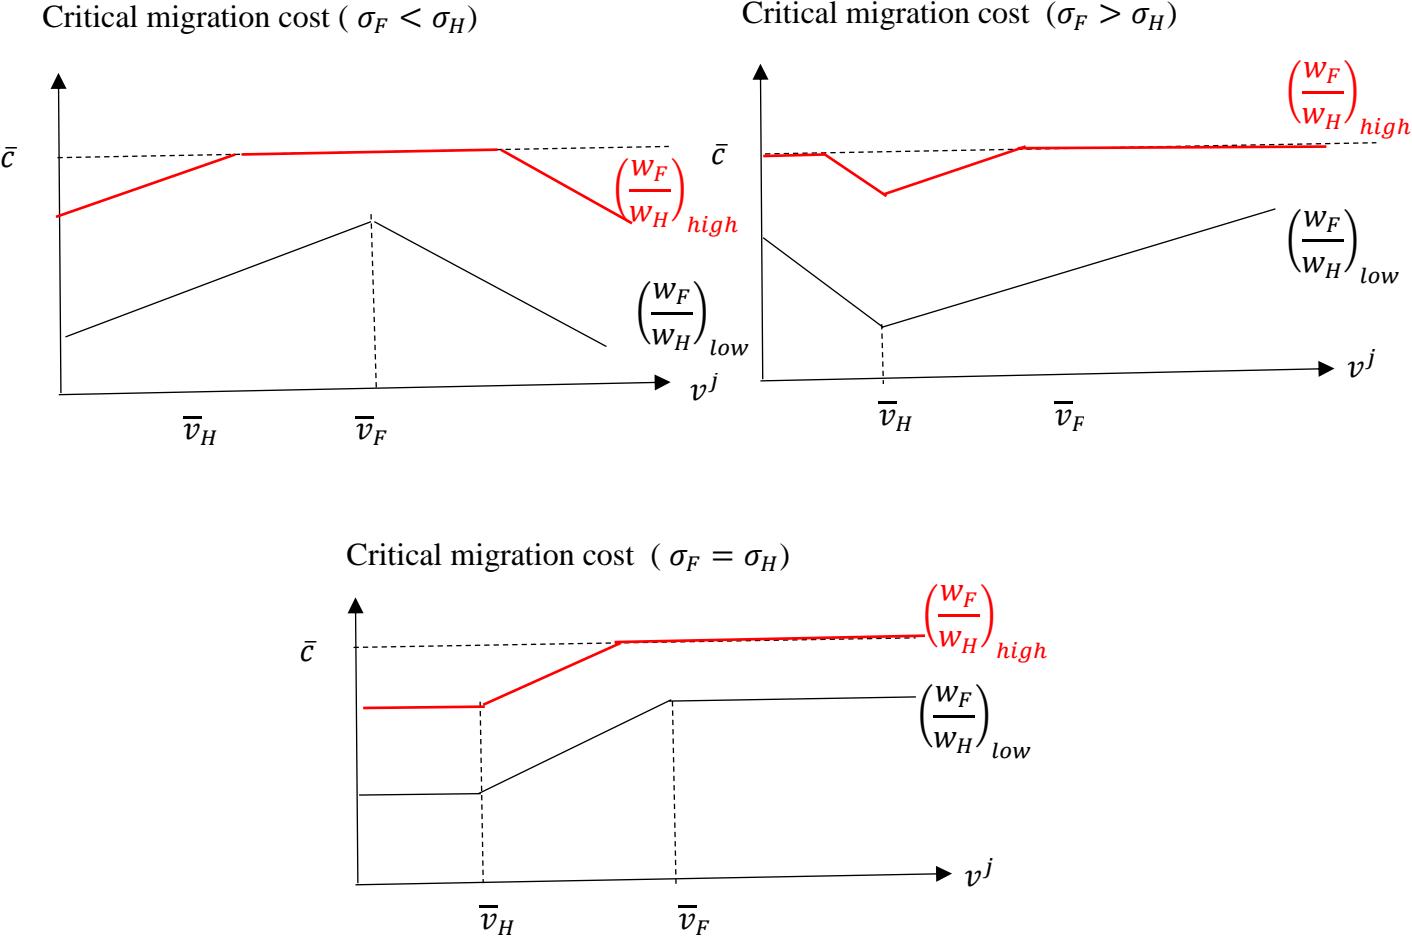 Critical migration cost ( σ_F < σ_H)
c̄
(w_F/w_H)_high
(w_F/w_H)_low
v^j
v̄_H v̄_F
Critical migration cost (σ_F > σ_H)
c̄
(w_F/w_H)_high
(w_F/w_H)_low
v^j
v̄_H v̄_F
Critical migration cost ( σ_F = σ_H)
c̄
(w_F/w_H)_high
(w_F/w_H)_low
v^j
v̄_H v̄_F